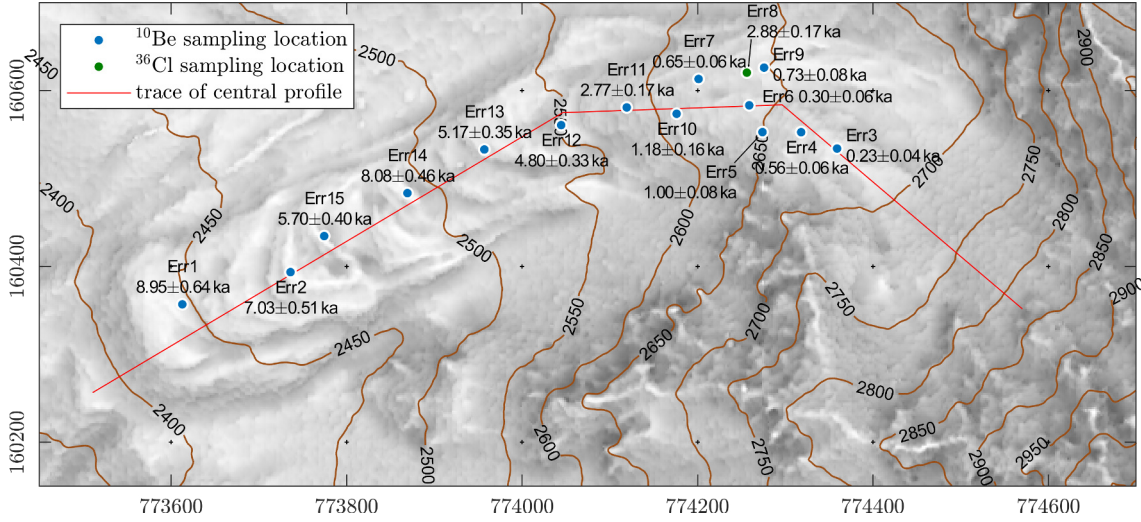 ¹⁰Be sampling location
³⁶Cl sampling location
trace of central profile
Err8
2.88±0.17 ka
Err7
0.65±0.06 ka
Err9
0.73±0.08 ka
Err11
2.77±0.17 ka
Err6 0.30±0.06 ka
Err13
5.17±0.35 ka
Err12
4.80±0.33 ka
Err10
1.18±0.16 ka
Err4
0.56±0.06 ka
Err3
0.23±0.04 ka
Err5
1.00±0.08 ka
Err14
8.08±0.46 ka
Err15
5.70±0.40 ka
Err1
8.95±0.64 ka
Err2
7.03±0.51 ka
2450
2500
2900
2500
2650
2700
2750
2400
2450
2500
2600
2800
2850
2900
2550
2750
2700
2650
2450
2400
2800
2850
2500
2600
2750
2900
2950
160600
160400
160200
773600
773800
774000
774200
774400
774600